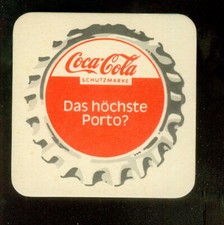 Coca-Cola
SCHUTZMARKE
Das höchste
Porto?